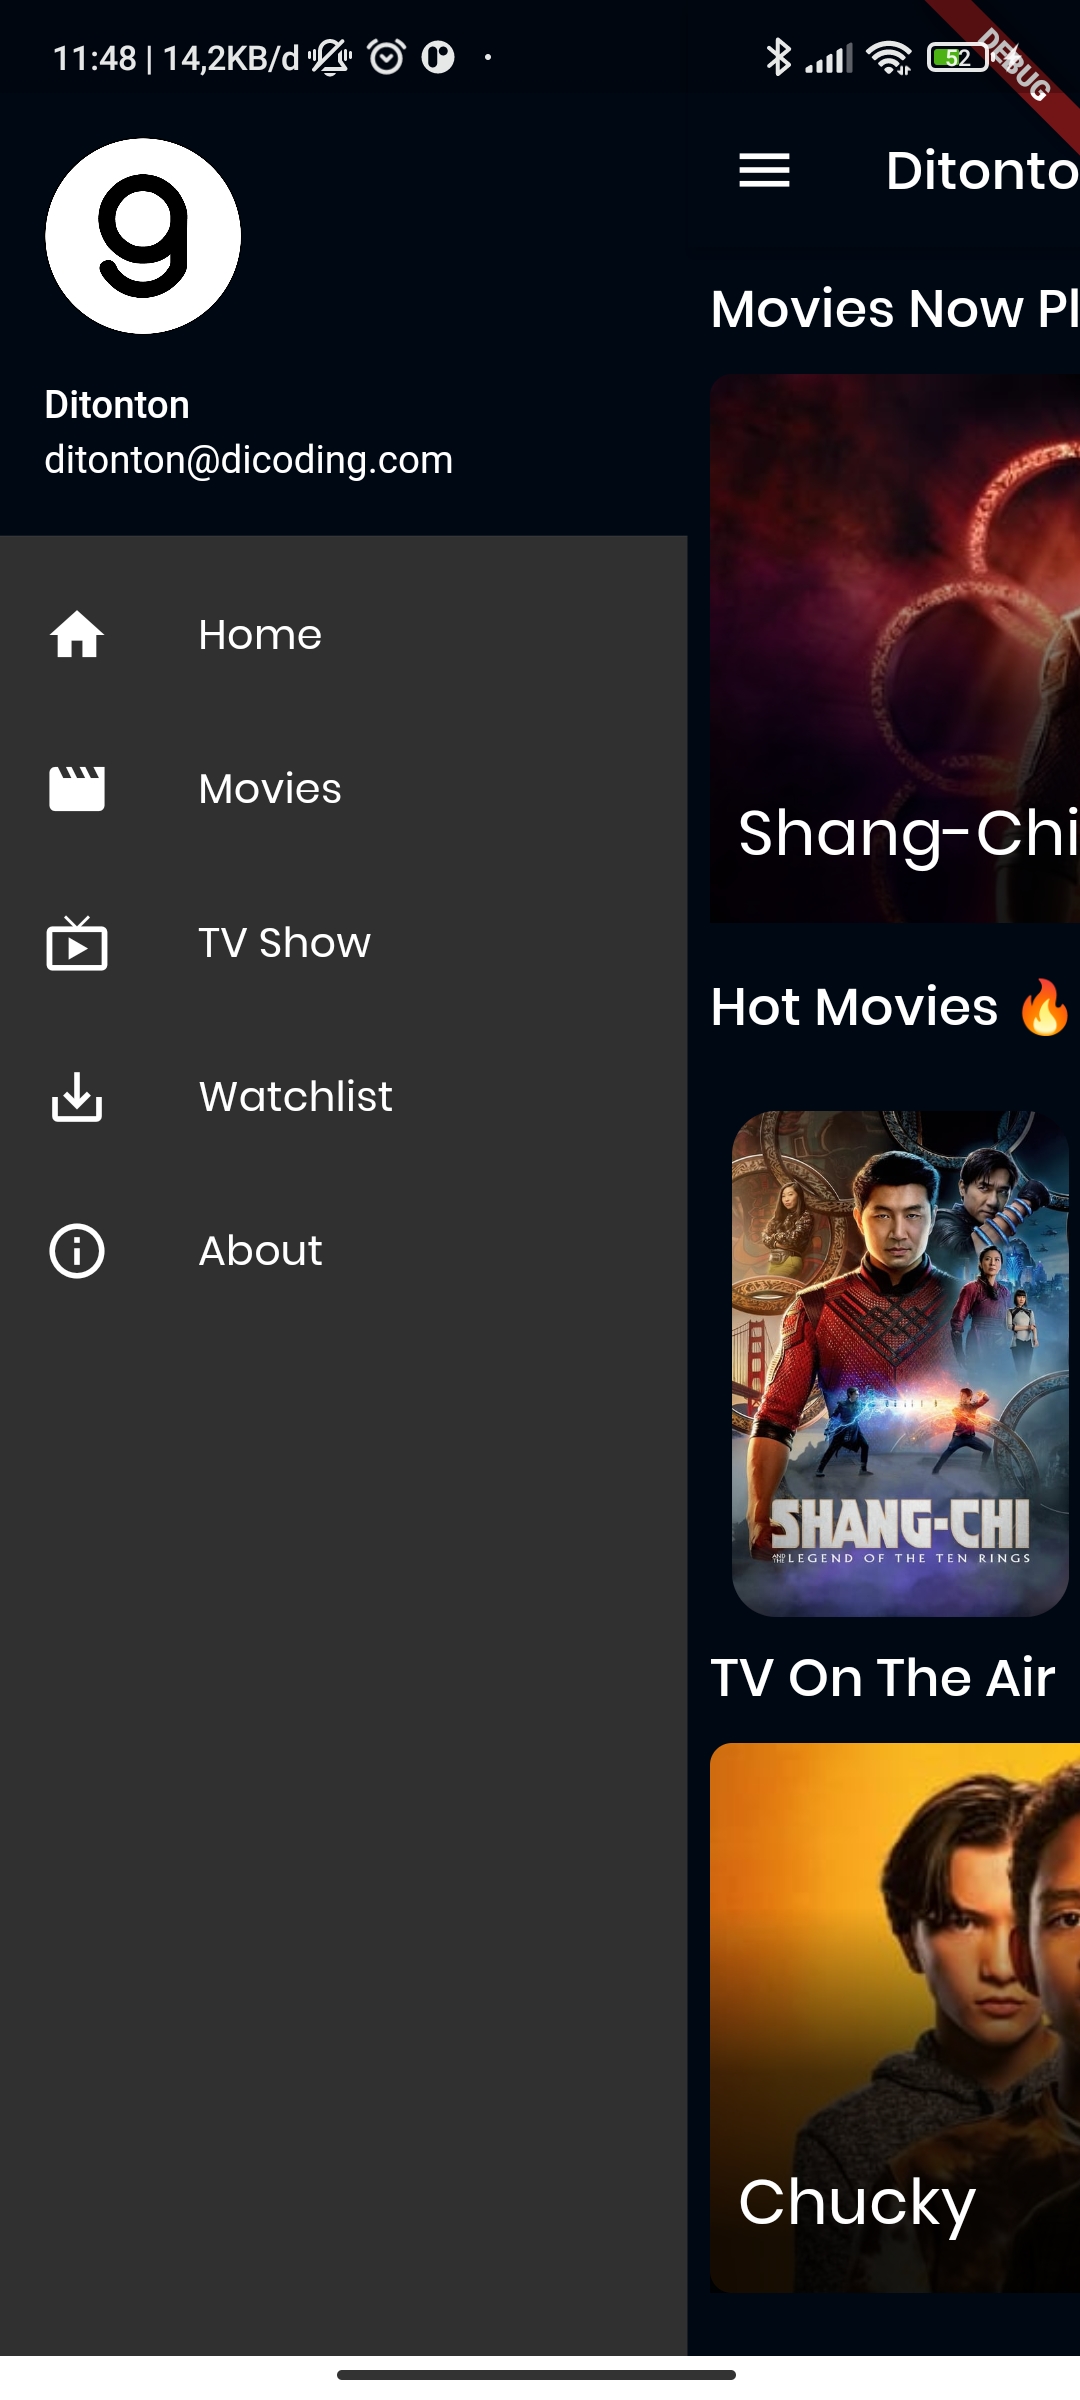 11:48 | 14,2KB/d
52
DEBUG
g
Ditonton
ditonton@dicoding.com
Home
Movies
TV Show
Watchlist
About
Ditonto
Movies Now Pl
Shang-Chi
Hot Movies 🔥
SHANG-CHI
AND THE LEGEND OF THE TEN RINGS
TV On The Air
Chucky